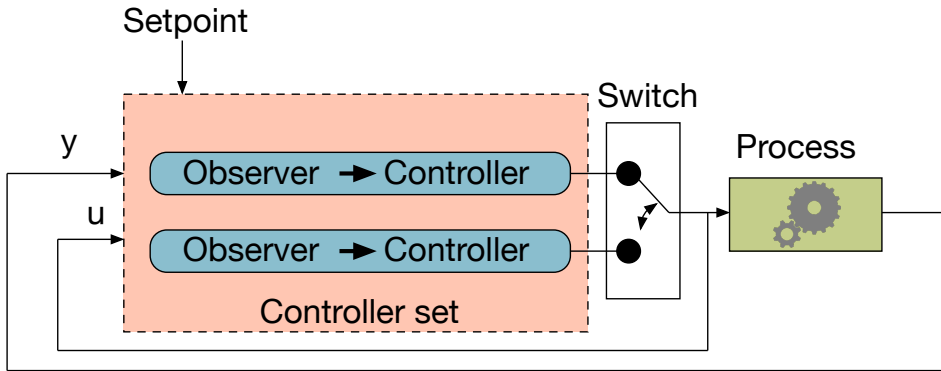 Setpoint
Switch
y
Process
Observer → Controller
u
Observer → Controller
Controller set